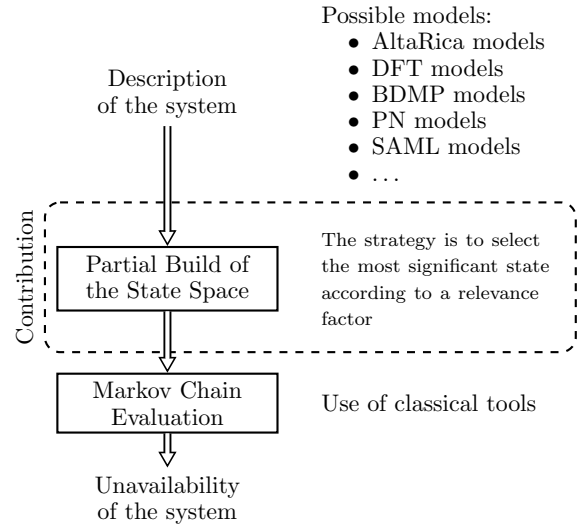 Possible models:
• AltaRica models
• DFT models
• BDMP models
• PN models
• SAML models
• ...
Description
of the system
Contribution
Partial Build of
the State Space
The strategy is to select
the most significant state
according to a relevance
factor
Markov Chain
Evaluation
Use of classical tools
Unavailability
of the system